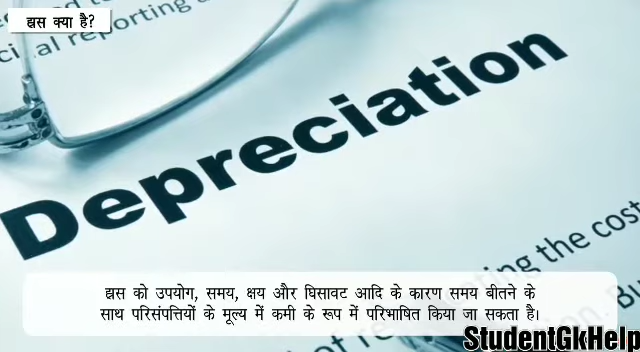 ह्रास क्या है?
cial reporting a
Depreciation
the cost
ह्रास को उपयोग, समय, क्षय और घिसावट आदि के कारण समय बीतने के
साथ परिसंपत्तियों के मूल्य में कमी के रूप में परिभाषित किया जा सकता है।
StudentGkHelp